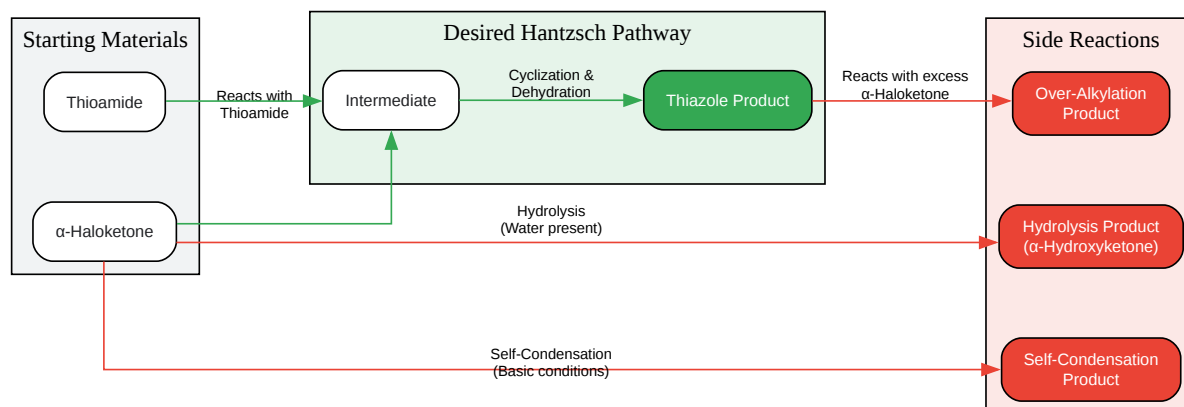 Starting Materials
Desired Hantzsch Pathway
Side Reactions
Thioamide
Reacts with
Thioamide
Intermediate
Cyclization &
Dehydration
Thiazole Product
Reacts with excess
α-Haloketone
Over-Alkylation
Product
α-Haloketone
Hydrolysis
(Water present)
Hydrolysis Product
(α-Hydroxyketone)
Self-Condensation
(Basic conditions)
Self-Condensation
Product